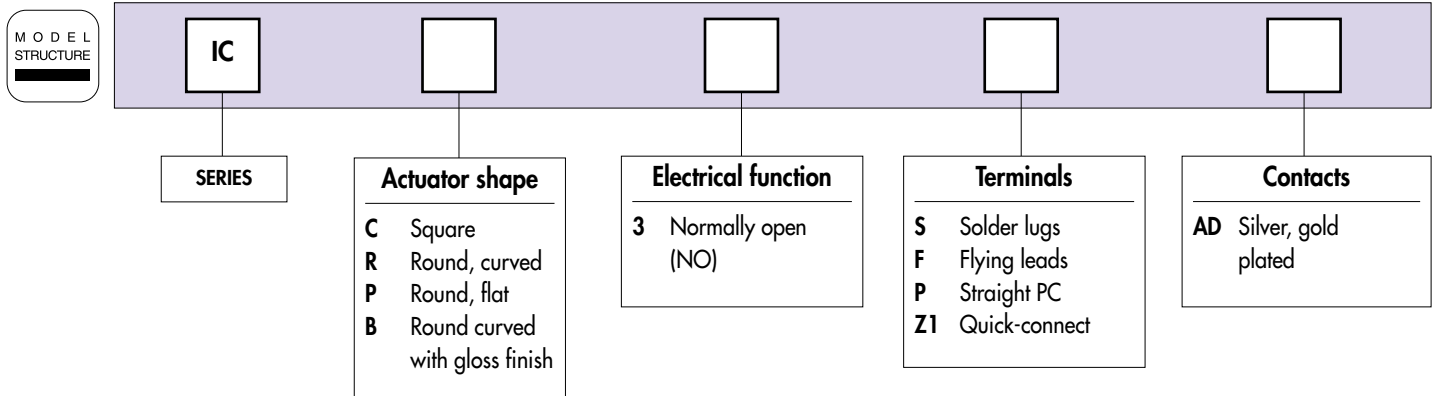 MODEL
STRUCTURE
IC
SERIES
Actuator shape
C Square
R Round, curved
P Round, flat
B Round curved
with gloss finish
Electrical function
3 Normally open
(NO)
Terminals
S Solder lugs
F Flying leads
P Straight PC
Z1 Quick-connect
Contacts
AD Silver, gold
plated